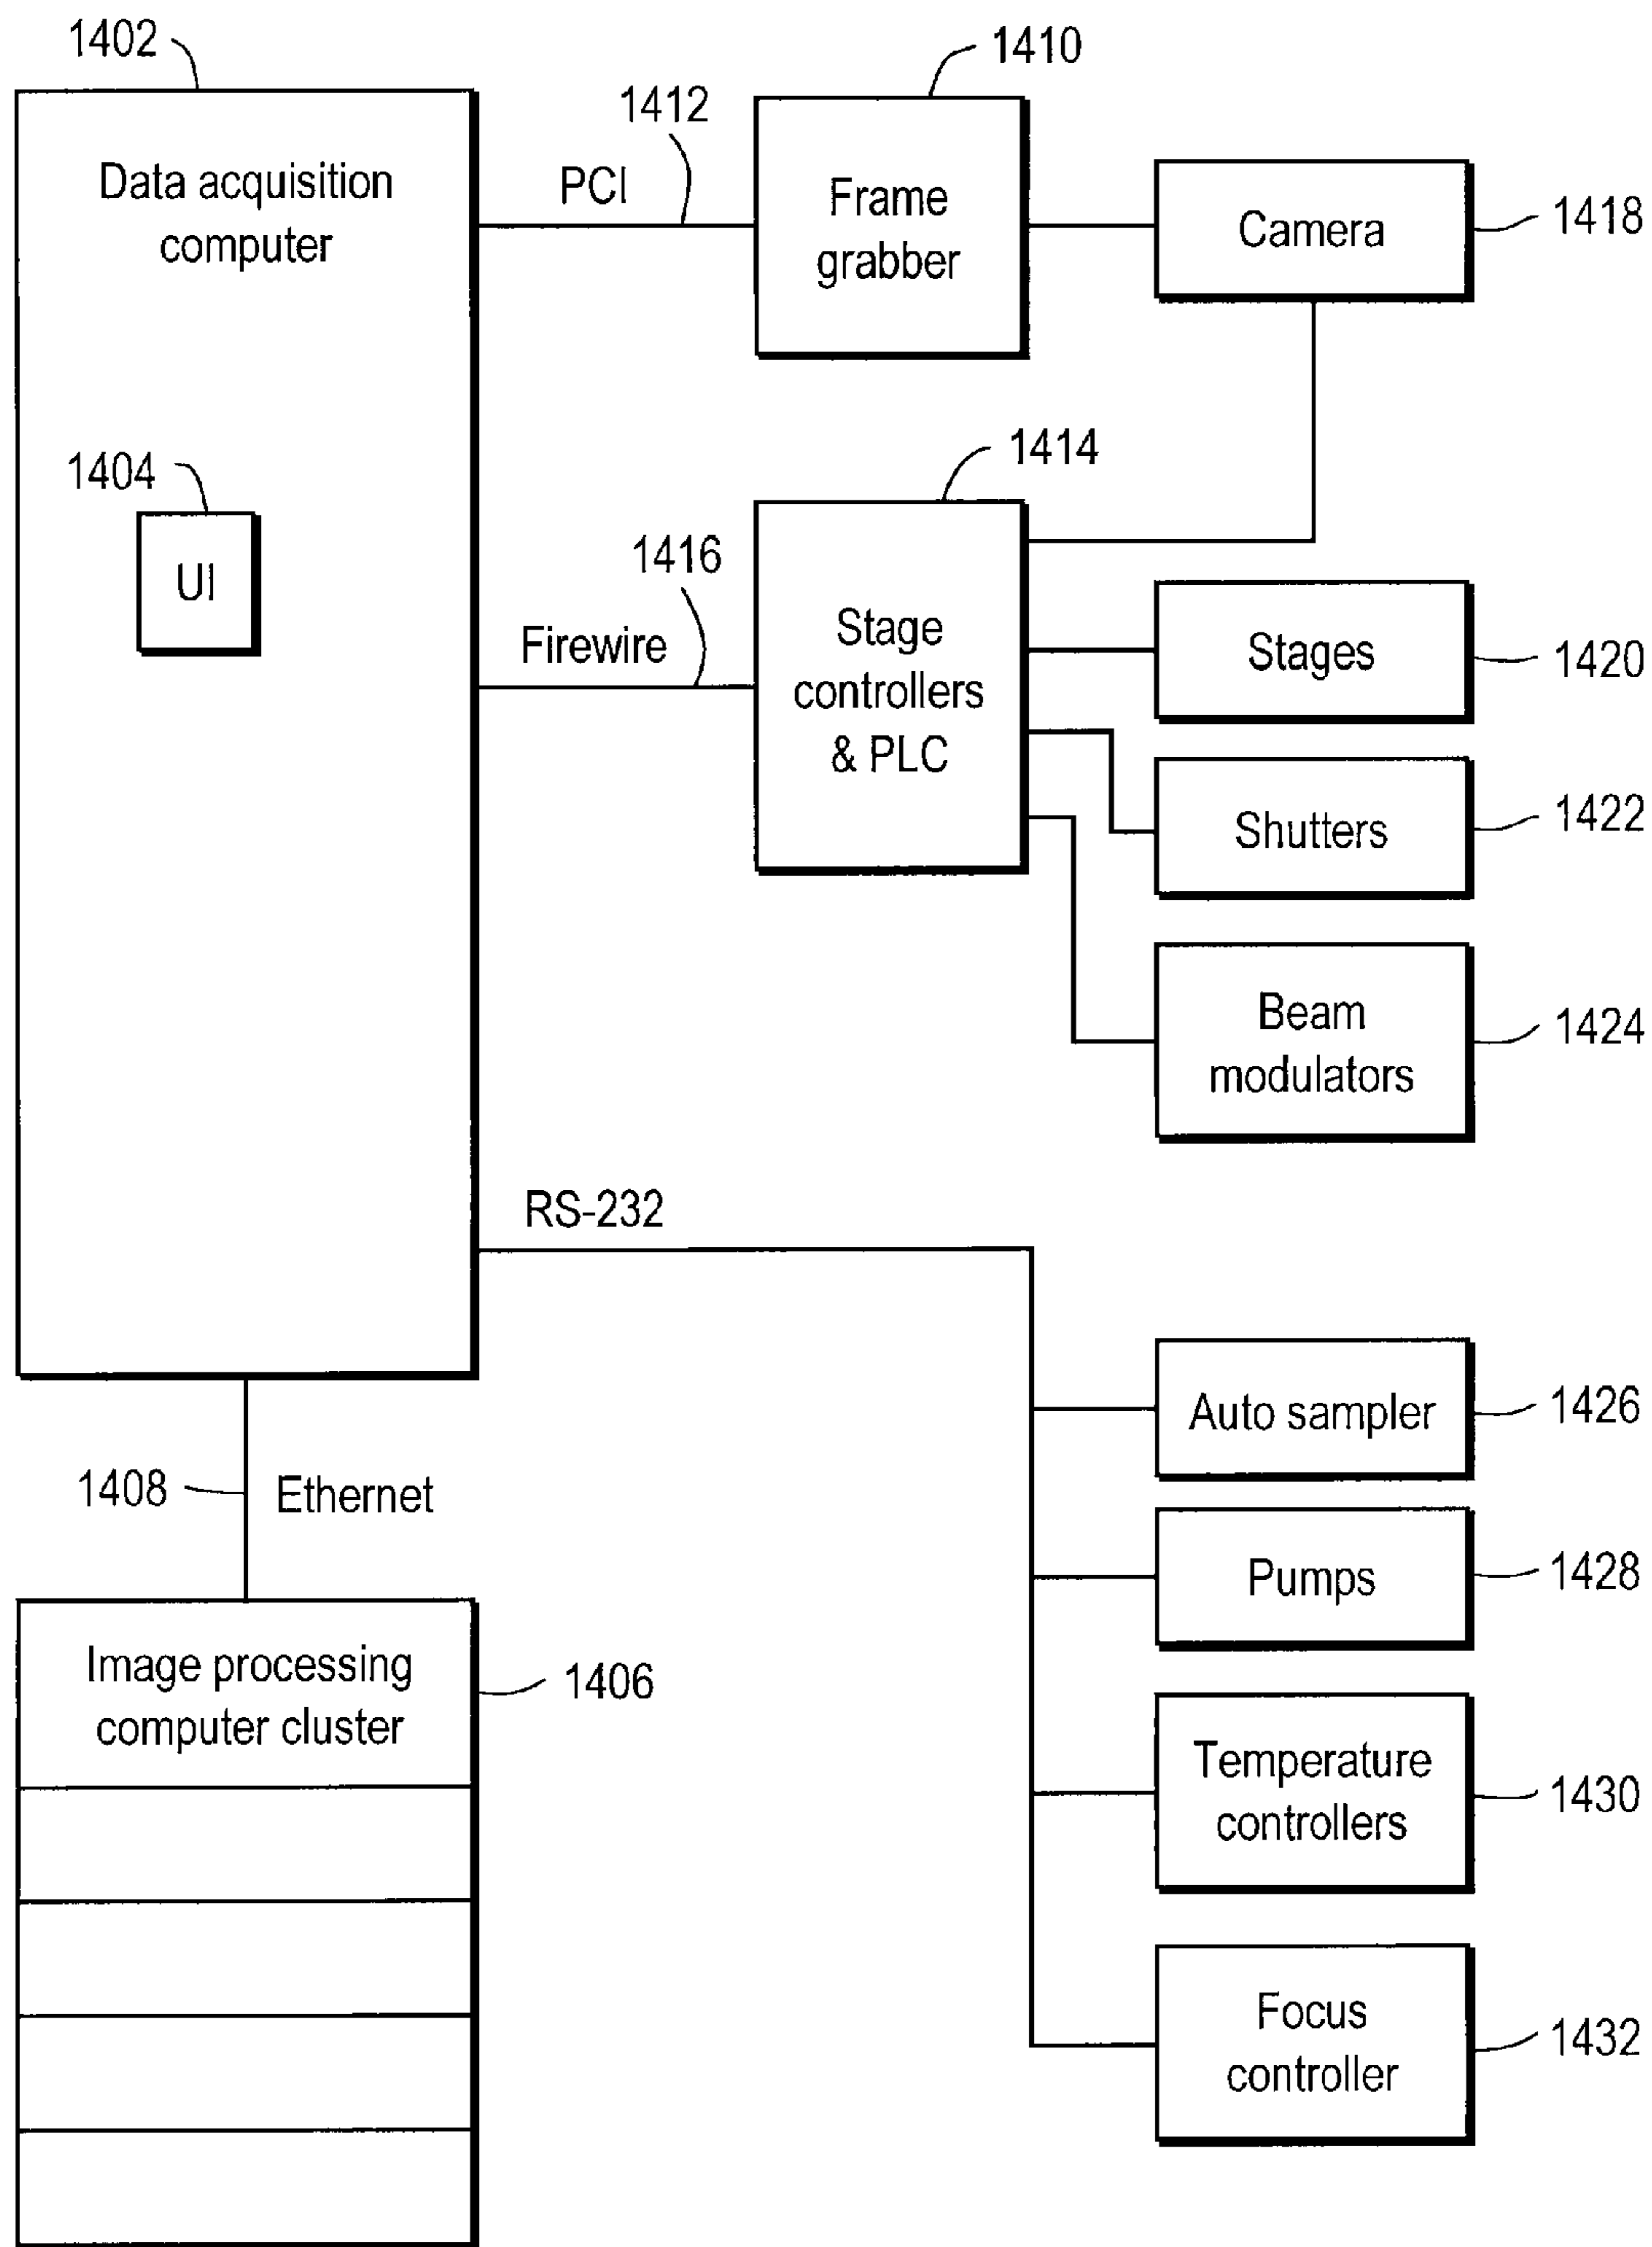 1402
1410
1412
Data acquisition
computer
PCI
Frame
grabber
Camera
1418
1404
UI
1414
1416
Firewire
Stage
controllers
& PLC
Stages
1420
Shutters
1422
Beam
modulators
1424
RS-232
Auto sampler
1426
1408
Ethernet
Pumps
1428
Image processing
computer cluster
1406
Temperature
controllers
1430
Focus
controller
1432